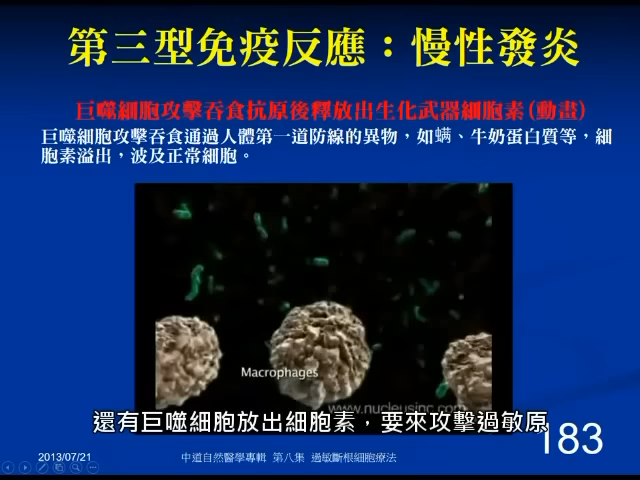 第三型免疫反應：慢性發炎
巨噬細胞攻擊吞食抗原後釋放出生化武器細胞素(動畫)
巨噬細胞攻擊吞食通過人體第一道防線的異物，如螨、牛奶蛋白質等，細
胞素溢出，波及正常細胞。
Macrophages
www.nucleusinc.com
還有巨噬細胞放出細胞素，要來攻擊過敏原
183
2013/07/21
中道自然醫學專輯 第八集 過敏斷根細胞療法